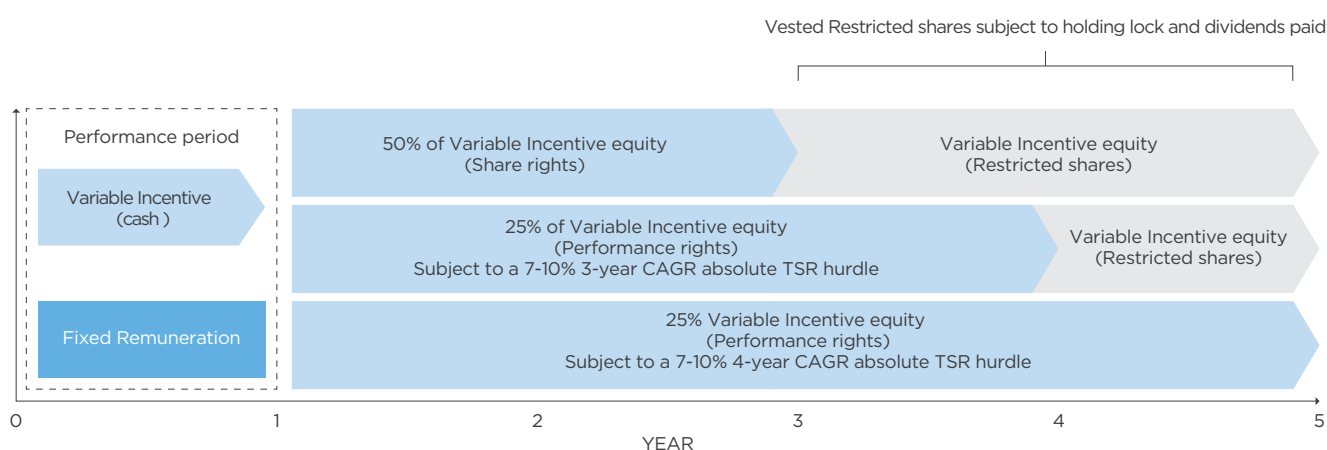 Vested Restricted shares subject to holding lock and dividends paid
Performance period
Variable Incentive
(cash )
Fixed Remuneration
50% of Variable Incentive equity
(Share rights)
Variable Incentive equity
(Restricted shares)
25% of Variable Incentive equity
(Performance rights)
Subject to a 7-10% 3-year CAGR absolute TSR hurdle
Variable Incentive equity
(Restricted shares)
25% Variable Incentive equity
(Performance rights)
Subject to a 7-10% 4-year CAGR absolute TSR hurdle
0 1 2 3 4 5
YEAR